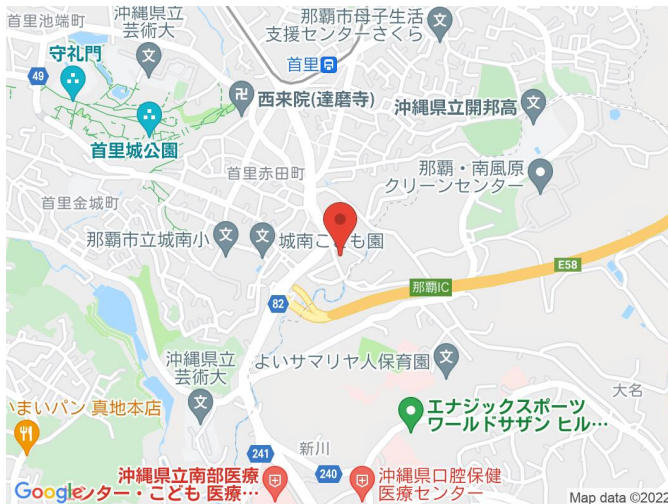 首里池端町
沖縄県立
芸術大
那覇市母子生活
支援センターさくら
守礼門
首里
49
西来院(達磨寺)
沖縄県立開邦高
首里城公園
首里赤田町
那覇・南風原
クリーンセンター
首里金城町
那覇市立城南小
城南こども園
E58
那覇IC
82
沖縄県立
芸術大
よいサマリヤ人保育園
大名
エナジックスポーツ
ワールドサザン ヒル…
いまいパン 真地本店
241
新川
240
沖縄県立南部医療
センター・こども 医療…
沖縄県口腔保健
医療センター
Google
Map data ©2022